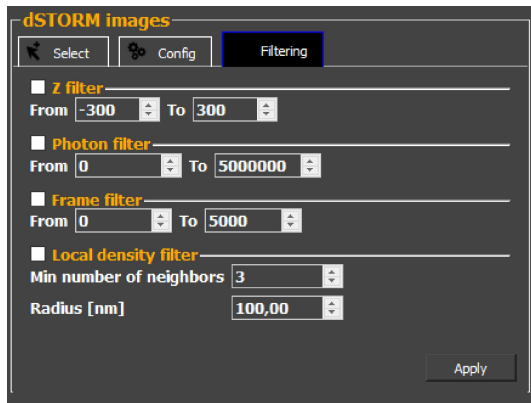 dSTORM images
Select Config Filtering
Z filter
From -300 To 300
Photon filter
From 0 To 5000000
Frame filter
From 0 To 5000
Local density filter
Min number of neighbors 3
Radius [nm] 100,00
Apply